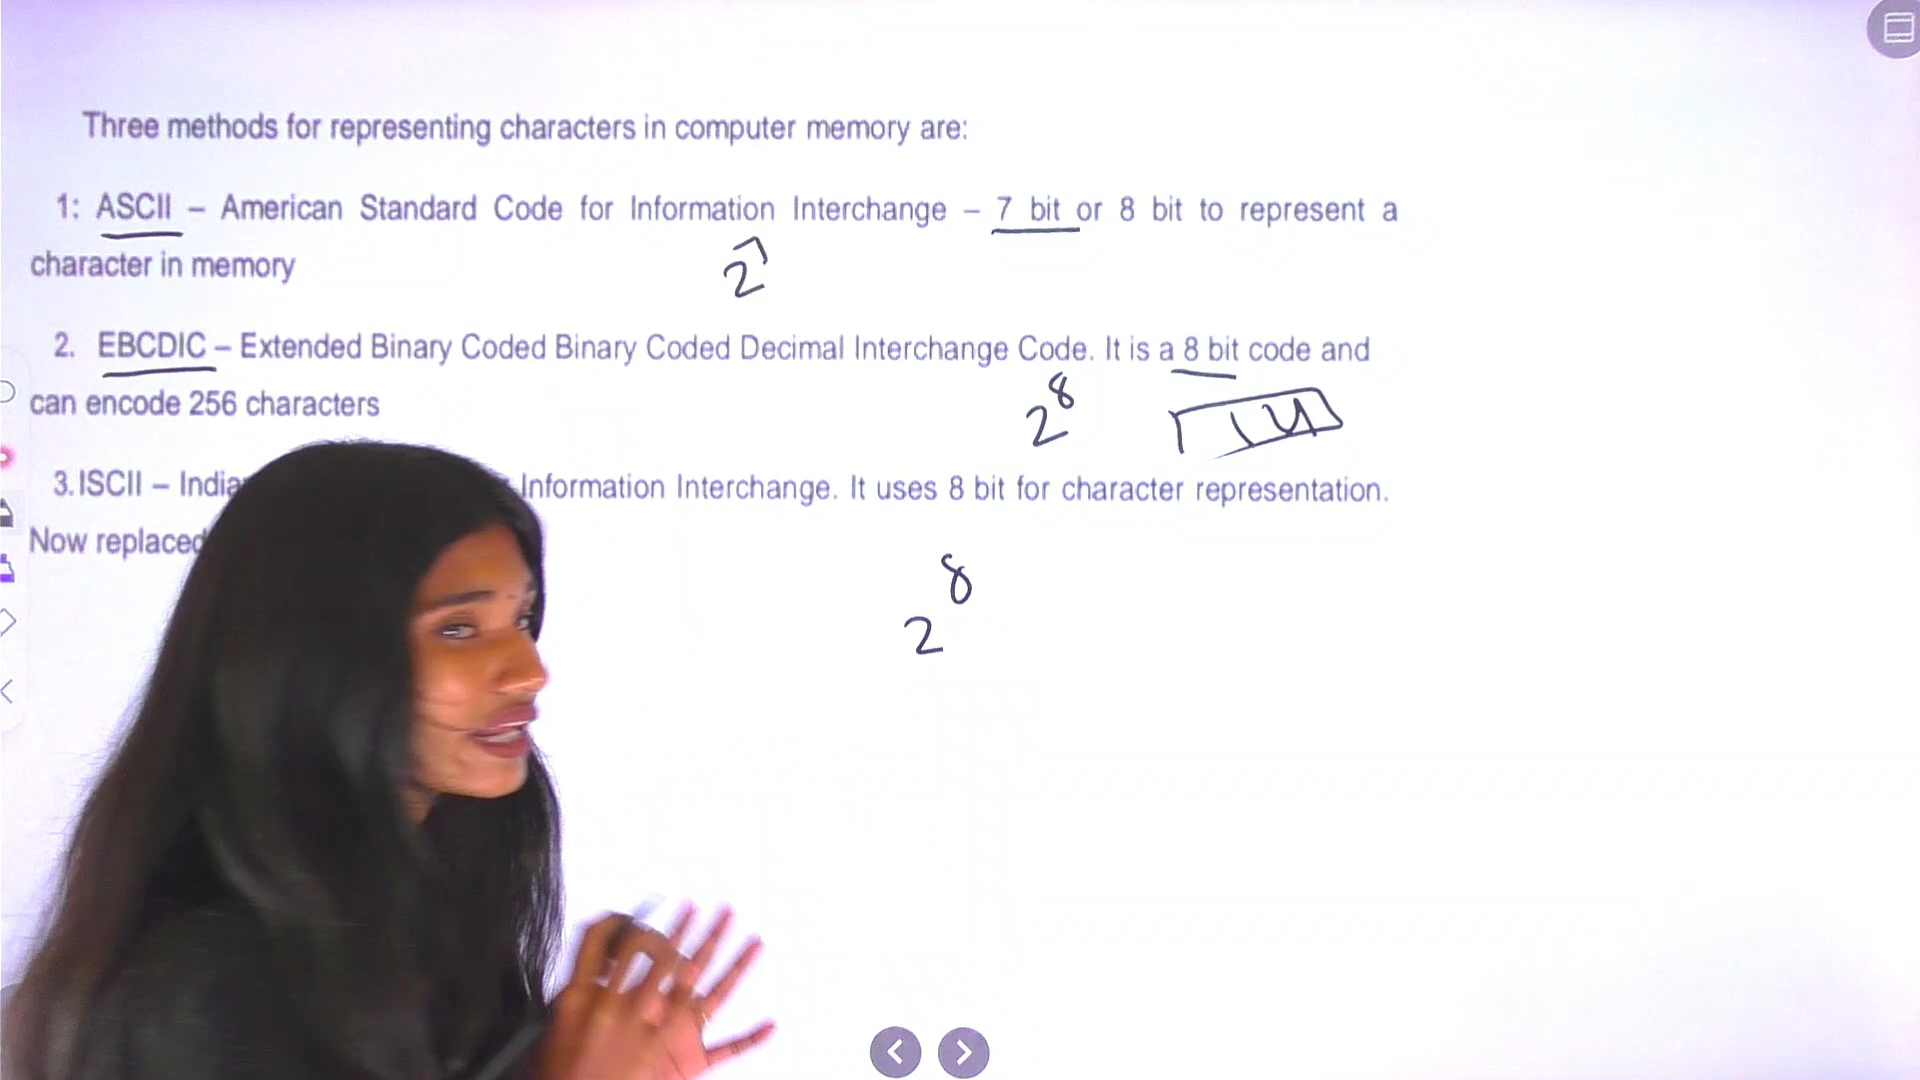 Three methods for representing characters in computer memory are:
1: ASCII – American Standard Code for Information Interchange – 7 bit or 8 bit to represent a
character in memory
2^7
2. EBCDIC – Extended Binary Coded Binary Coded Decimal Interchange Code. It is a 8 bit code and
can encode 256 characters
2^8
3. ISCII – Information Interchange. It uses 8 bit for character representation.
Now replaced
2^8